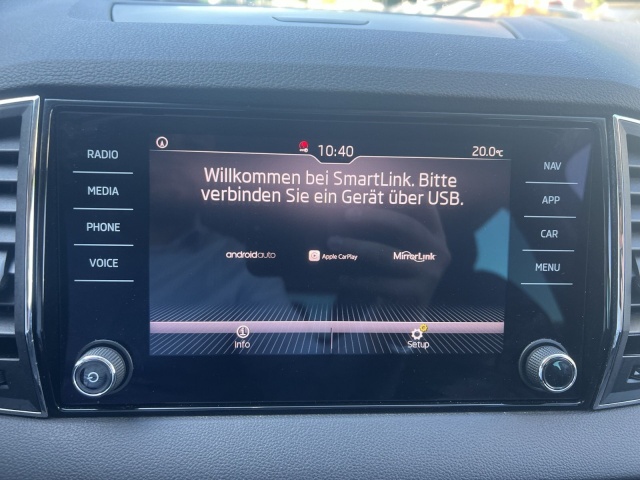 10:40
20.0°C
RADIO
MEDIA
PHONE
VOICE
Willkommen bei SmartLink. Bitte
verbinden Sie ein Gerät über USB.
androidauto
Apple CarPlay
MirrorLink
Info
Setup
NAV
APP
CAR
MENU